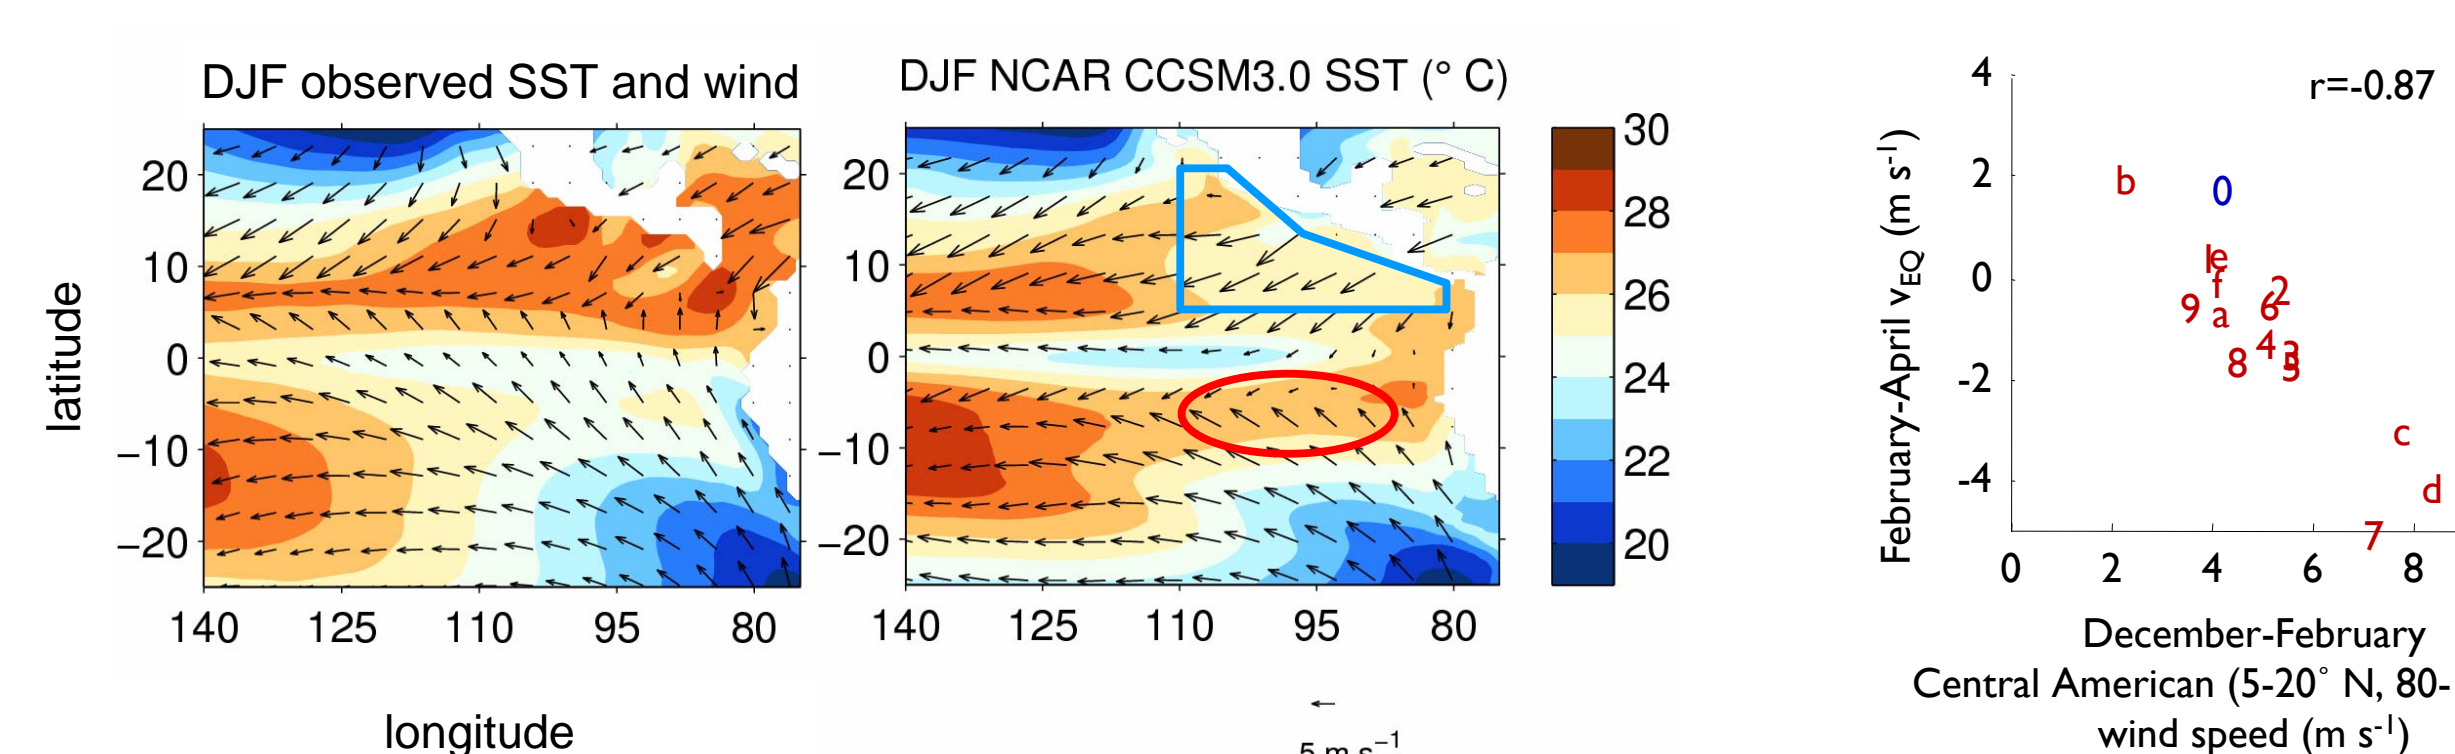 DJF observed SST and wind
20
10
0
−10
−20
140 125 110 95 80
latitude
longitude
DJF NCAR CCSM3.0 SST (° C)
20
10
0
−10
−20
140 125 110 95 80
30
28
26
24
22
20
5 m s⁻¹
r=-0.87
February-April vEQ (m s⁻¹)
4
2
0
-2
-4
b
0
e
f
2
9
6
a
4
3
8
5
c
d
7
0 2 4 6 8
December-February
Central American (5-20° N, 80-
wind speed (m s⁻¹)